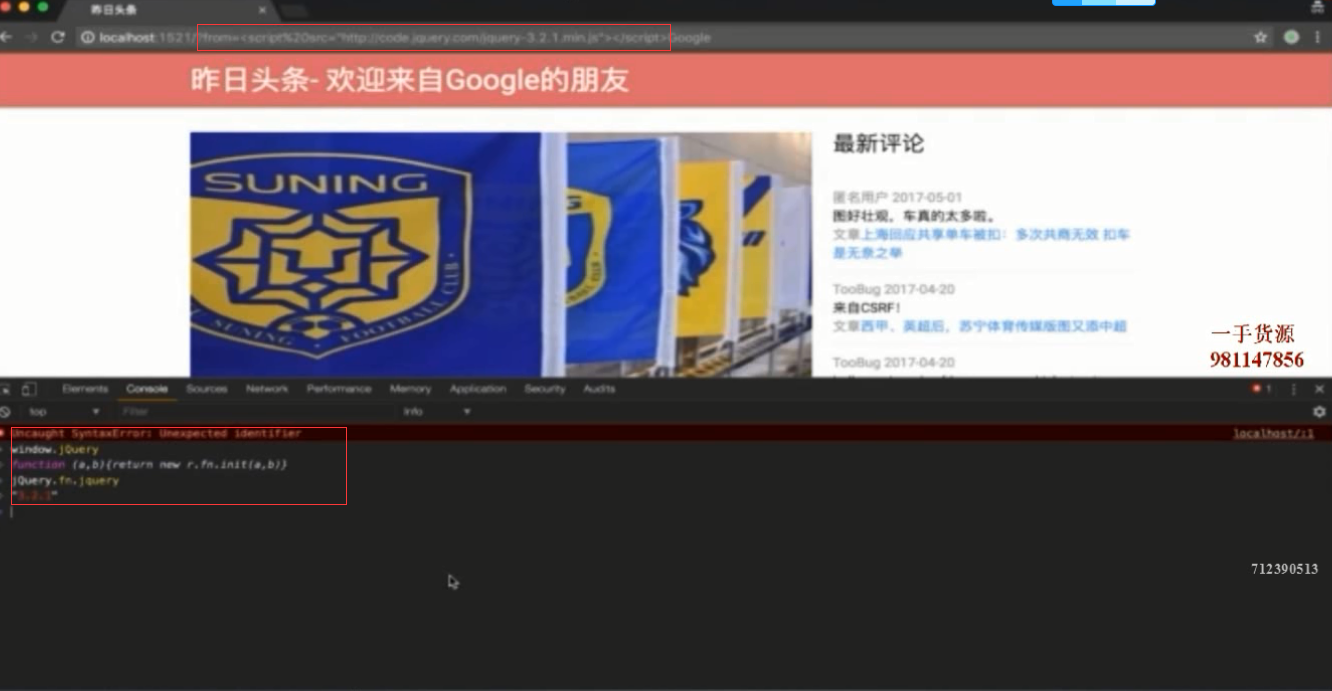 昨日头条
localhost:1521/?from=<script%20src="http://code.jquery.com/jquery-3.2.1.min.js"></script>Google
昨日头条- 欢迎来自Google的朋友
SUNING
SUNING · FOOTBALL CLUB ·
最新评论
匿名用户 2017-05-01
图好壮观，车真的太多啦。
文章上海回应共享单车被扣：多次共商无效 扣车
是无奈之举
TooBug 2017-04-20
来自CSRF！
文章西甲、英超后，苏宁体育传媒版图又添中超
TooBug 2017-04-20
一手货源
981147856
Elements Console Sources Network Performance Memory Application Security Audits 1
top Filter Info
Uncaught SyntaxError: Unexpected identifier localhost/:1
window.jQuery
function (a,b){return new r.fn.init(a,b)}
jQuery.fn.jquery
"3.2.1"
712390513